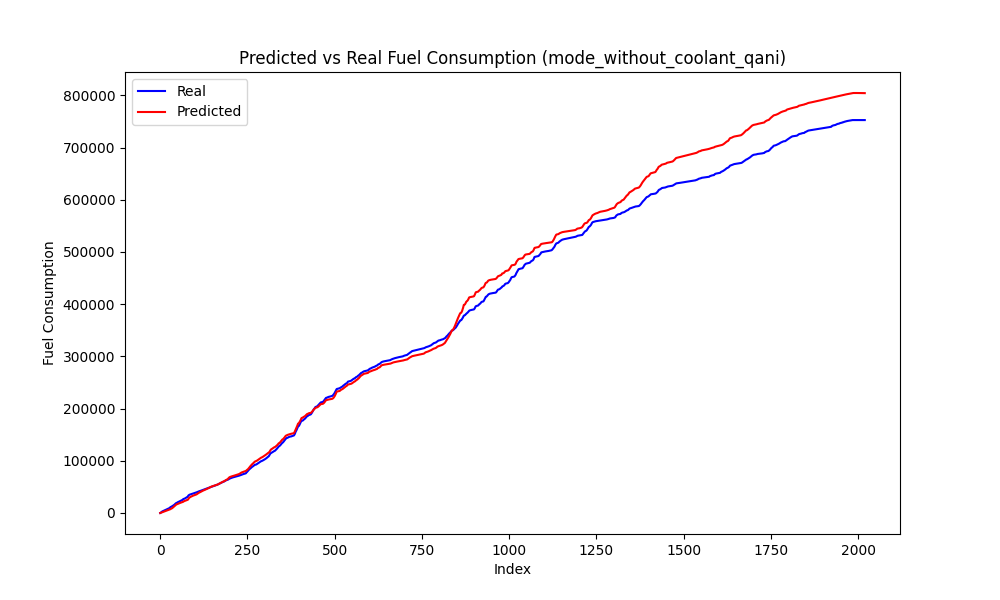 Predicted vs Real Fuel Consumption (mode_without_coolant_qani)
Real
Predicted
800000
700000
600000
500000
400000
300000
200000
100000
0
Fuel Consumption
0 250 500 750 1000 1250 1500 1750 2000
Index